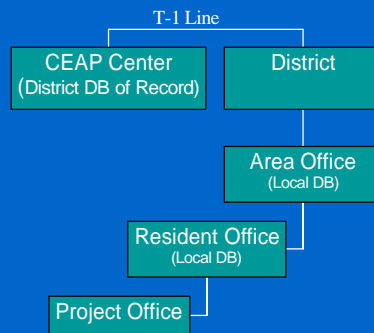 T-1 Line
CEAP Center
(District DB of Record)
District
Area Office
(Local DB)
Resident Office
(Local DB)
Project Office